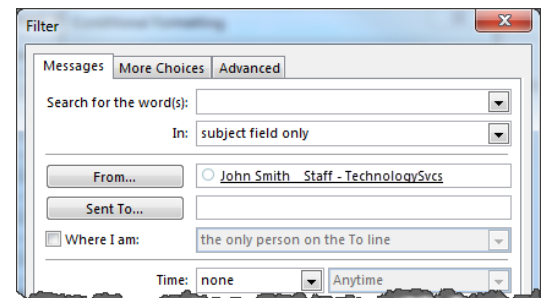 Filter
Messages More Choices Advanced
Search for the word(s):
In: subject field only
From... John Smith Staff - TechnologySvcs
Sent To...
Where I am: the only person on the To line
Time: none Anytime